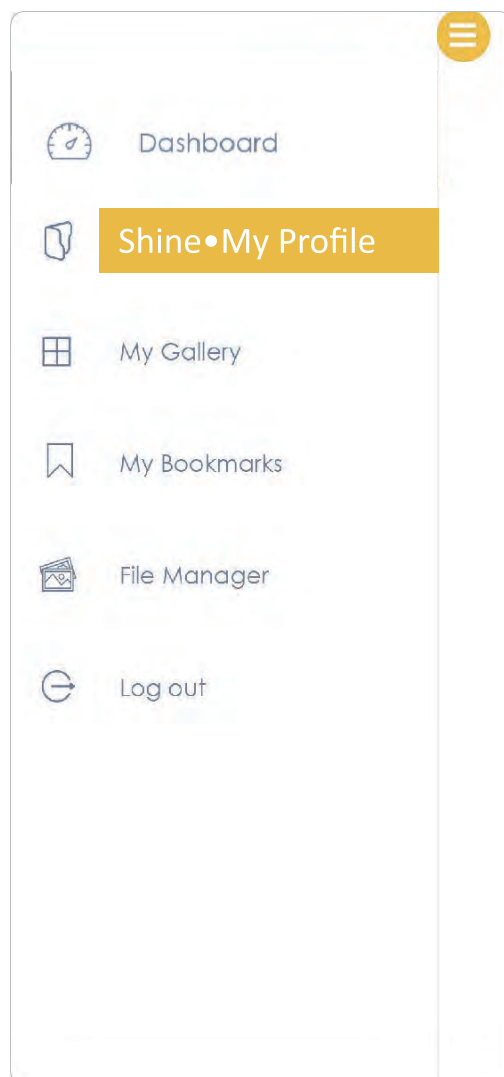 Dashboard
Shine•My Profile
My Gallery
My Bookmarks
File Manager
Log out